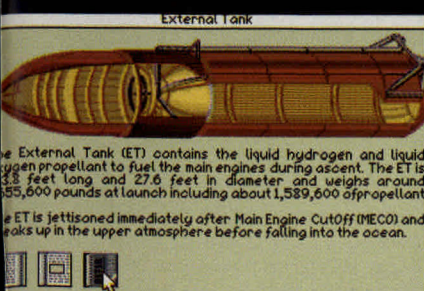 External Tank
e External Tank (ET) contains the liquid hydrogen and liquid
ygen propellant to fuel the main engines during ascent. The ET is
3.8 feet long and 27.6 feet in diameter and weighs around
55,600 pounds at launch including about 1,589,600 ofpropellant
e ET is jettisoned immediately after Main Engine CutOff (MECO) and
eaks up in the upper atmosphere before falling into the ocean.